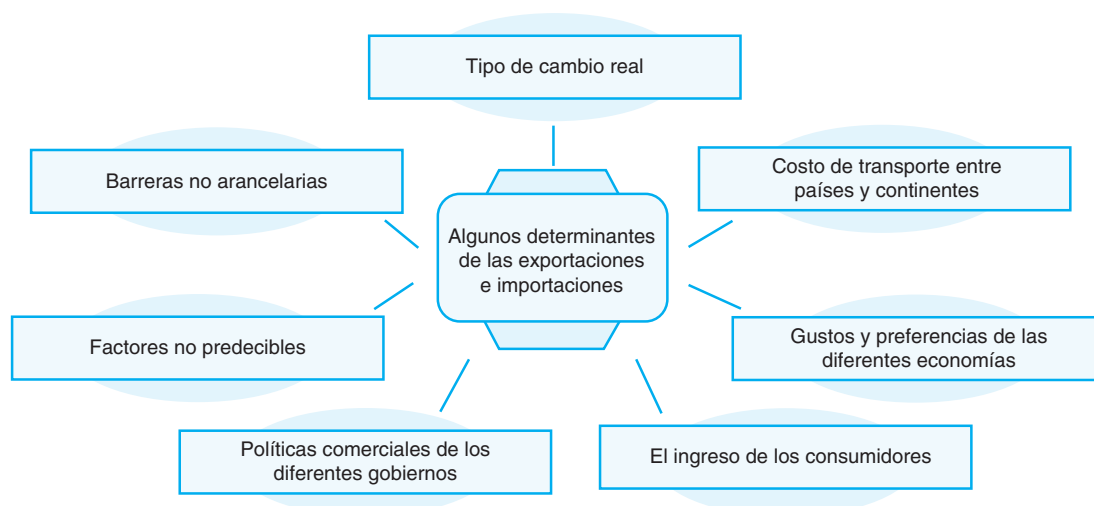 Tipo de cambio real
Barreras no arancelarias
Costo de transporte entre
países y continentes
Algunos determinantes
de las exportaciones
e importaciones
Factores no predecibles
Gustos y preferencias de las
diferentes economías
Políticas comerciales de los
diferentes gobiernos
El ingreso de los consumidores